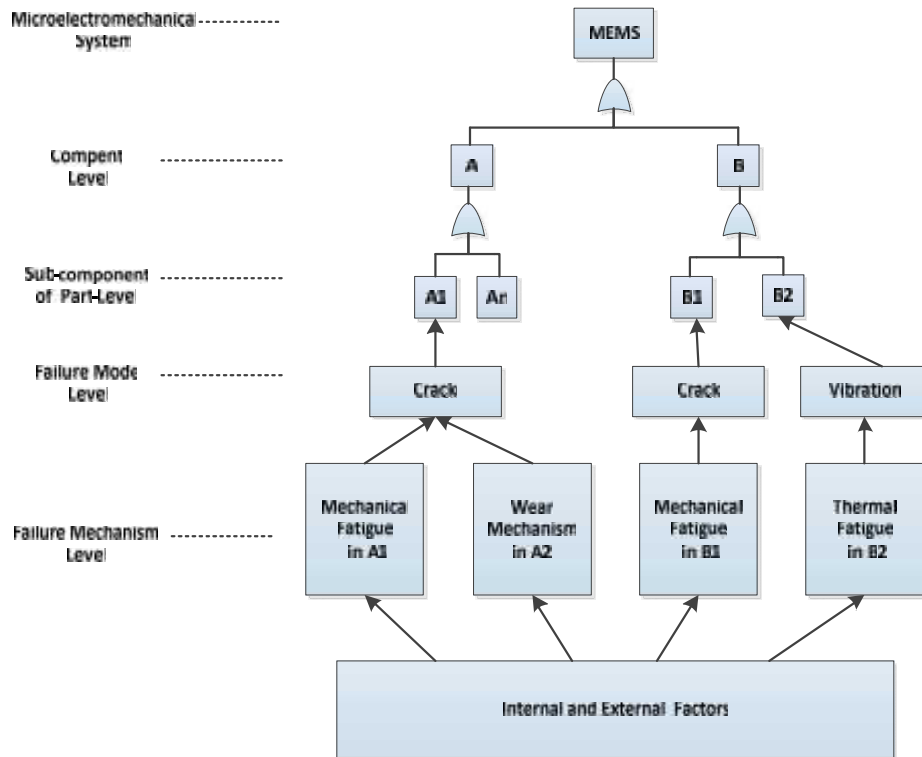 Microelectromechanical
System
MEMS
Compent
Level
A
B
Sub-component
of Part-Level
A1
An
B1
B2
Failure Mode
Level
Crack
Crack
Vibration
Failure Mechanism
Level
Mechanical
Fatigue
in A1
Wear
Mechanism
in A2
Mechanical
Fatigue
in B1
Thermal
Fatigue
in B2
Internal and External Factors